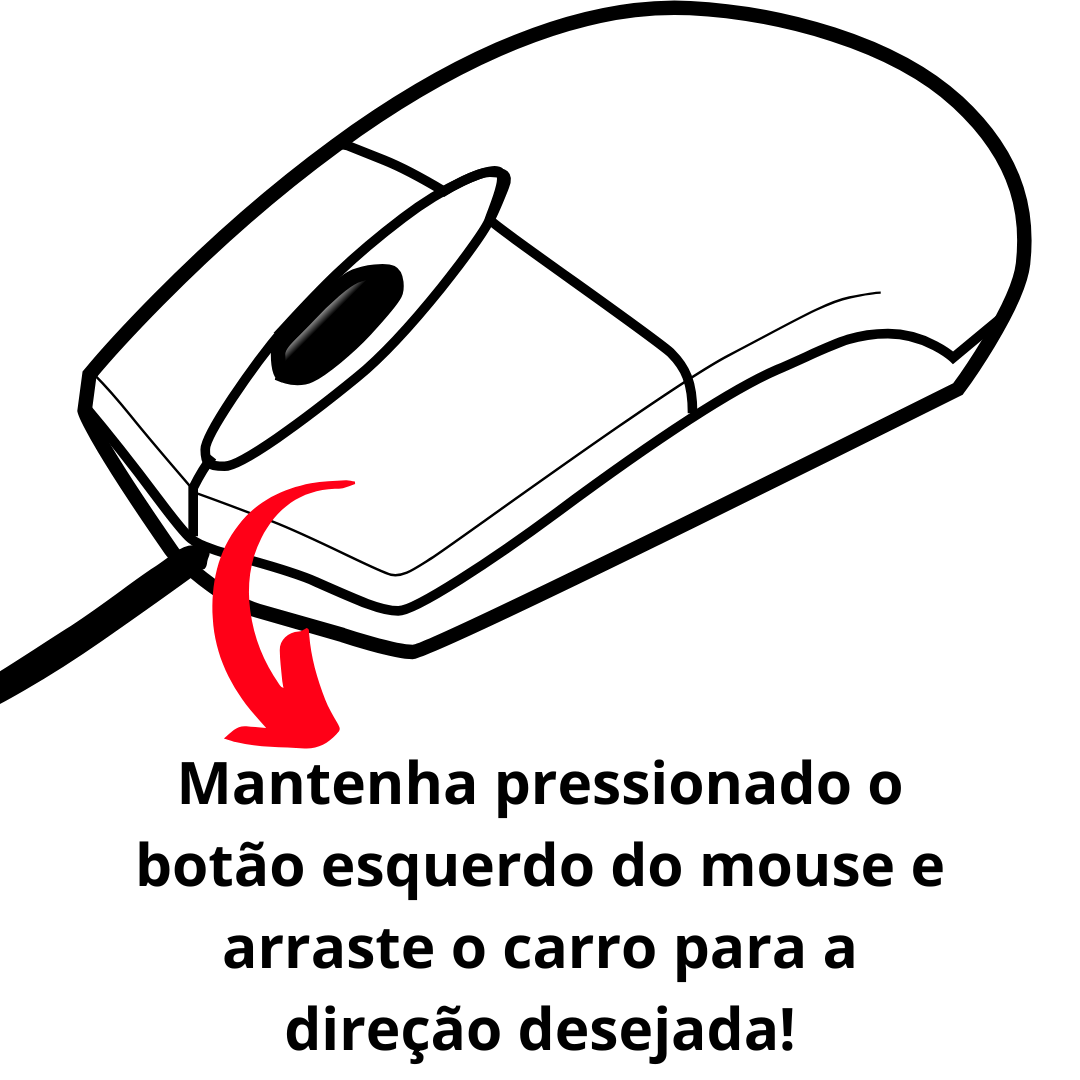 Mantenha pressionado o
botão esquerdo do mouse e
arraste o carro para a
direção desejada!